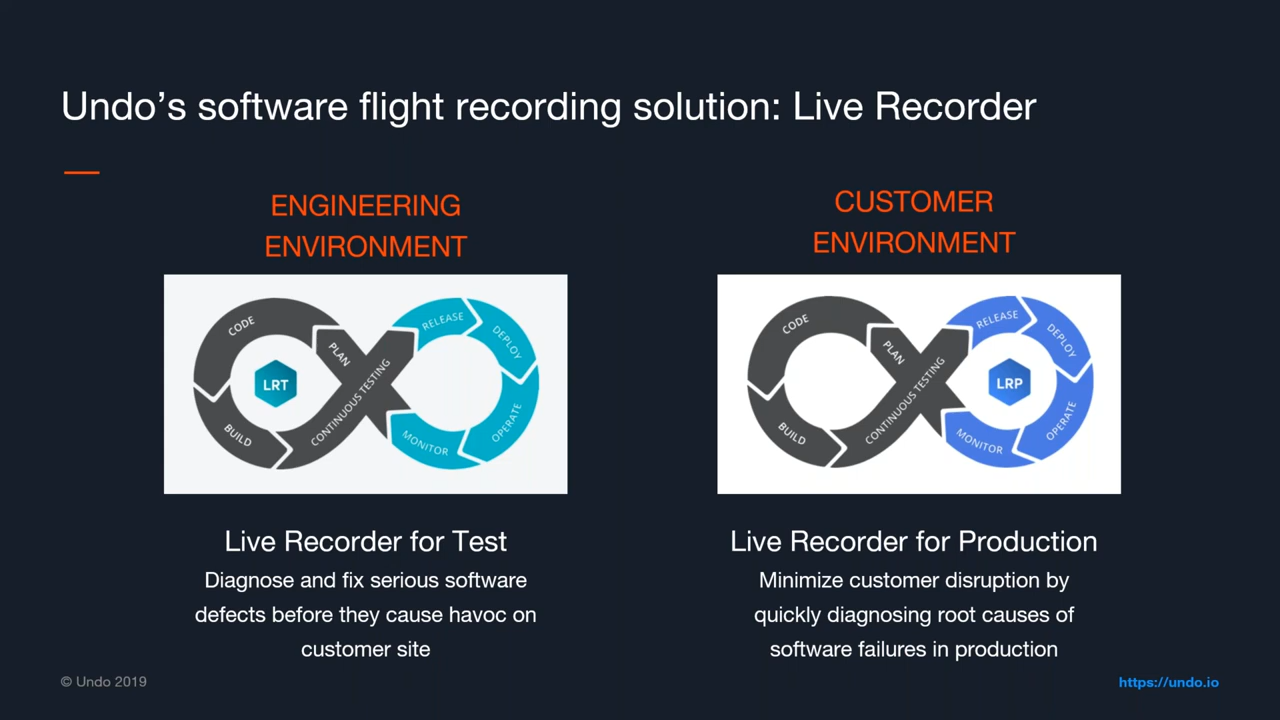 Undo’s software flight recording solution: Live Recorder
ENGINEERING
ENVIRONMENT
CODE
PLAN
BUILD
CONTINUOUS TESTING
RELEASE
DEPLOY
OPERATE
MONITOR
LRT
Live Recorder for Test
Diagnose and fix serious software
defects before they cause havoc on
customer site
CUSTOMER
ENVIRONMENT
CODE
PLAN
BUILD
CONTINUOUS TESTING
RELEASE
DEPLOY
OPERATE
MONITOR
LRP
Live Recorder for Production
Minimize customer disruption by
quickly diagnosing root causes of
software failures in production
© Undo 2019
https://undo.io